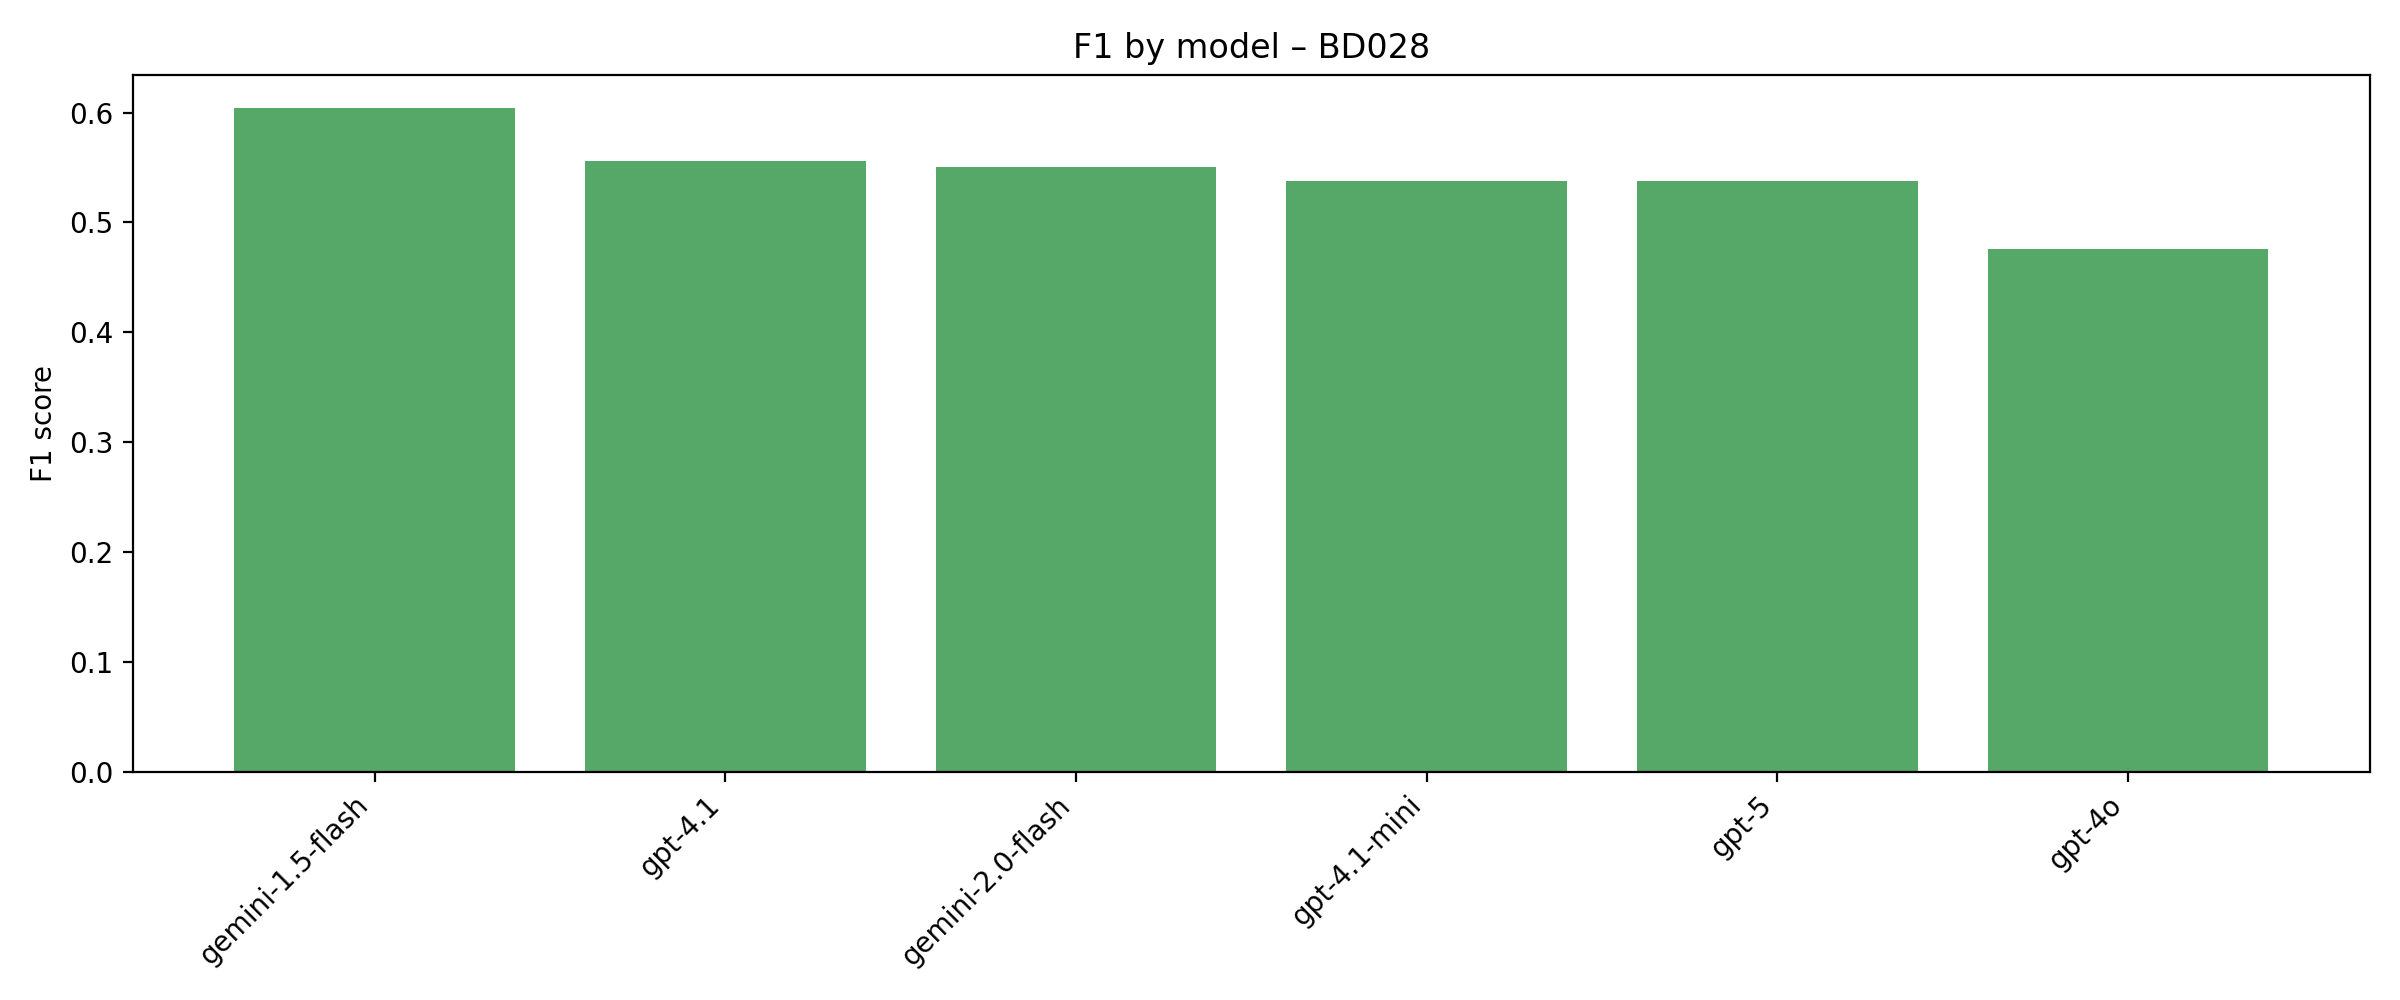 F1 by model – BD028
F1 score
0.6
0.5
0.4
0.3
0.2
0.1
0.0
gemini-1.5-flash
gpt-4.1
gemini-2.0-flash
gpt-4.1-mini
gpt-5
gpt-4o